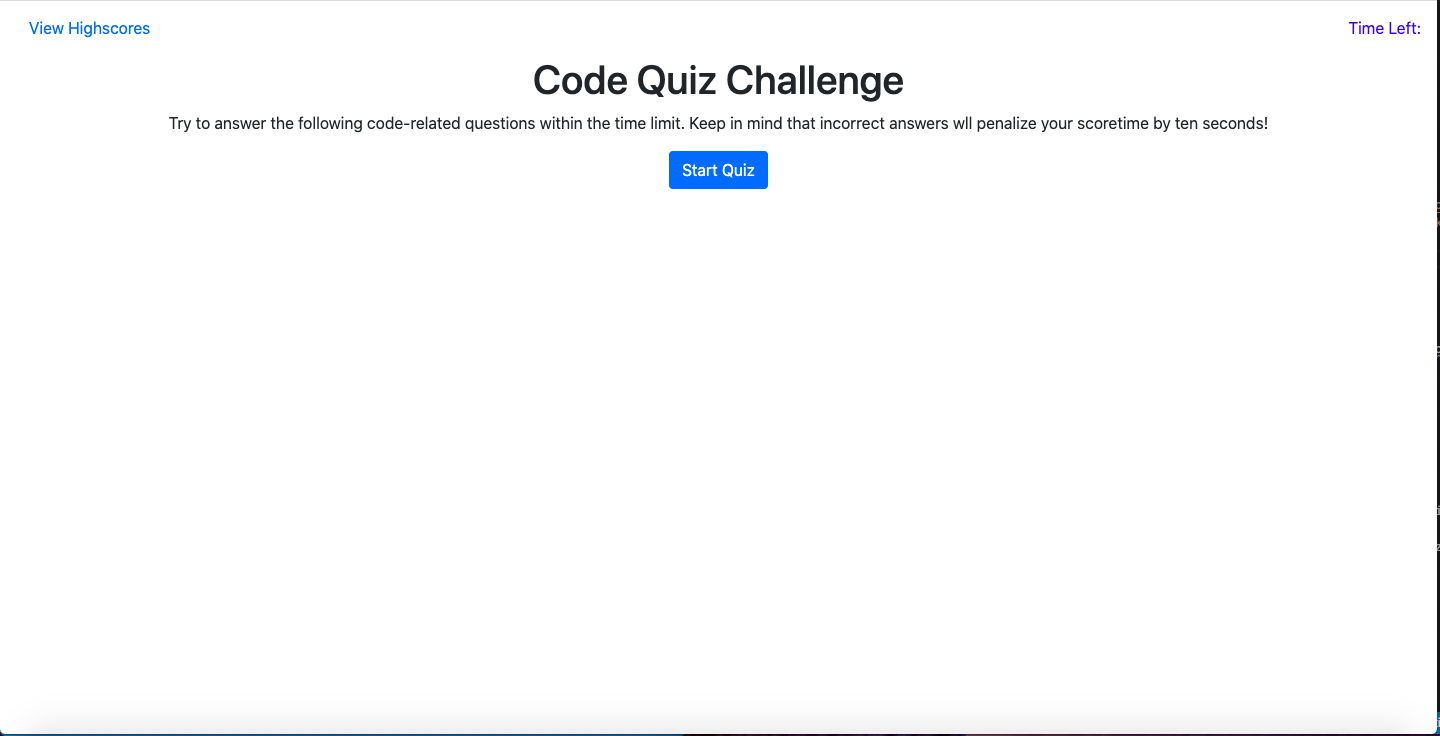 View Highscores
Time Left:
Code Quiz Challenge
Try to answer the following code-related questions within the time limit. Keep in mind that incorrect answers wll penalize your scoretime by ten seconds!
Start Quiz